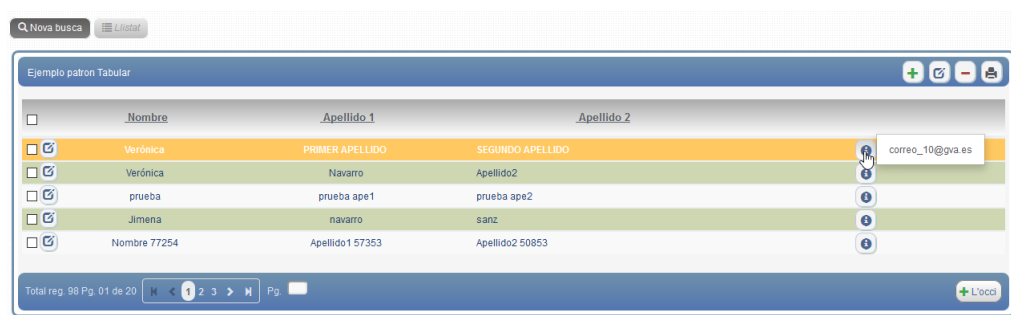 Nova busca Llistat
Ejemplo patron Tabular
Nombre Apellido 1 Apellido 2
Verónica PRIMER APELLIDO SEGUNDO APELLIDO correo_10@gva.es
Verónica Navarro Apellido2
prueba prueba ape1 prueba ape2
Jimena navarro sanz
Nombre 77254 Apellido1 57353 Apellido2 50853
Total reg. 98 Pg. 01 de 20 1 2 3 Pg. L'occi